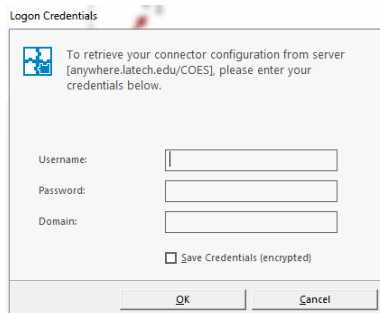 Logon Credentials
To retrieve your connector configuration from server
[anywhere.latech.edu/COES], please enter your
credentials below.
Username:
Password:
Domain:
Save Credentials (encrypted)
OK Cancel